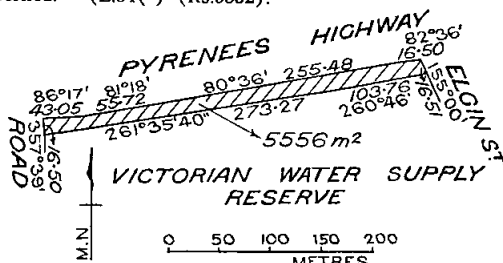 PYRENEES HIGHWAY
82°36'
16·50
86°17'
43·05
81°18'
55·72
80°36'
255·48
ELGIN ST.
155°00'
16·51
103·76
260°46'
273·27
261°35'40"
5556 m²
ROAD
357°39'
16·50
VICTORIAN WATER SUPPLY
RESERVE
M.N
0 50 100 150 200
METRES